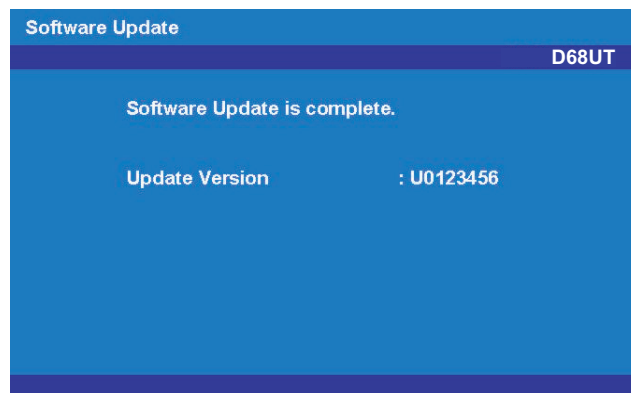 Software Update
D68UT
Software Update is complete.
Update Version : U0123456